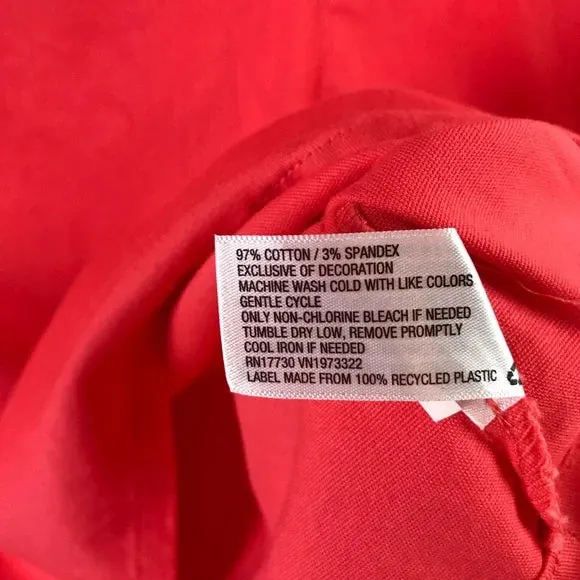 97% COTTON / 3% SPANDEX
EXCLUSIVE OF DECORATION
MACHINE WASH COLD WITH LIKE COLORS
GENTLE CYCLE
ONLY NON-CHLORINE BLEACH IF NEEDED
TUMBLE DRY LOW, REMOVE PROMPTLY
COOL IRON IF NEEDED
RN17730 VN1973322
LABEL MADE FROM 100% RECYCLED PLASTIC